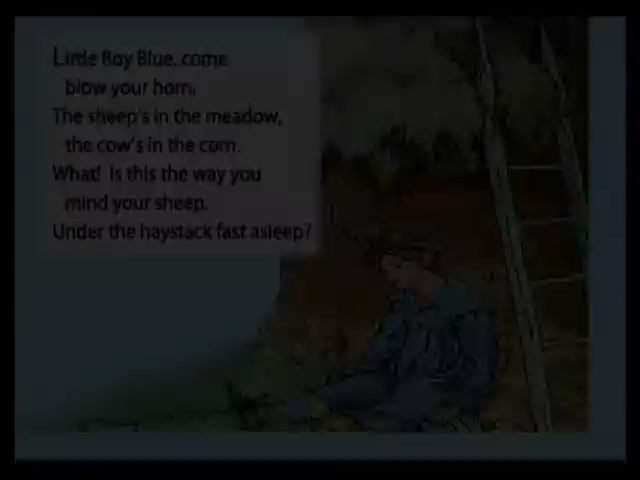 Little Boy Blue, come
blow your horn.
The sheep's in the meadow,
the cow's in the corn.
What! Is this the way you
mind your sheep,
Under the haystack fast asleep?